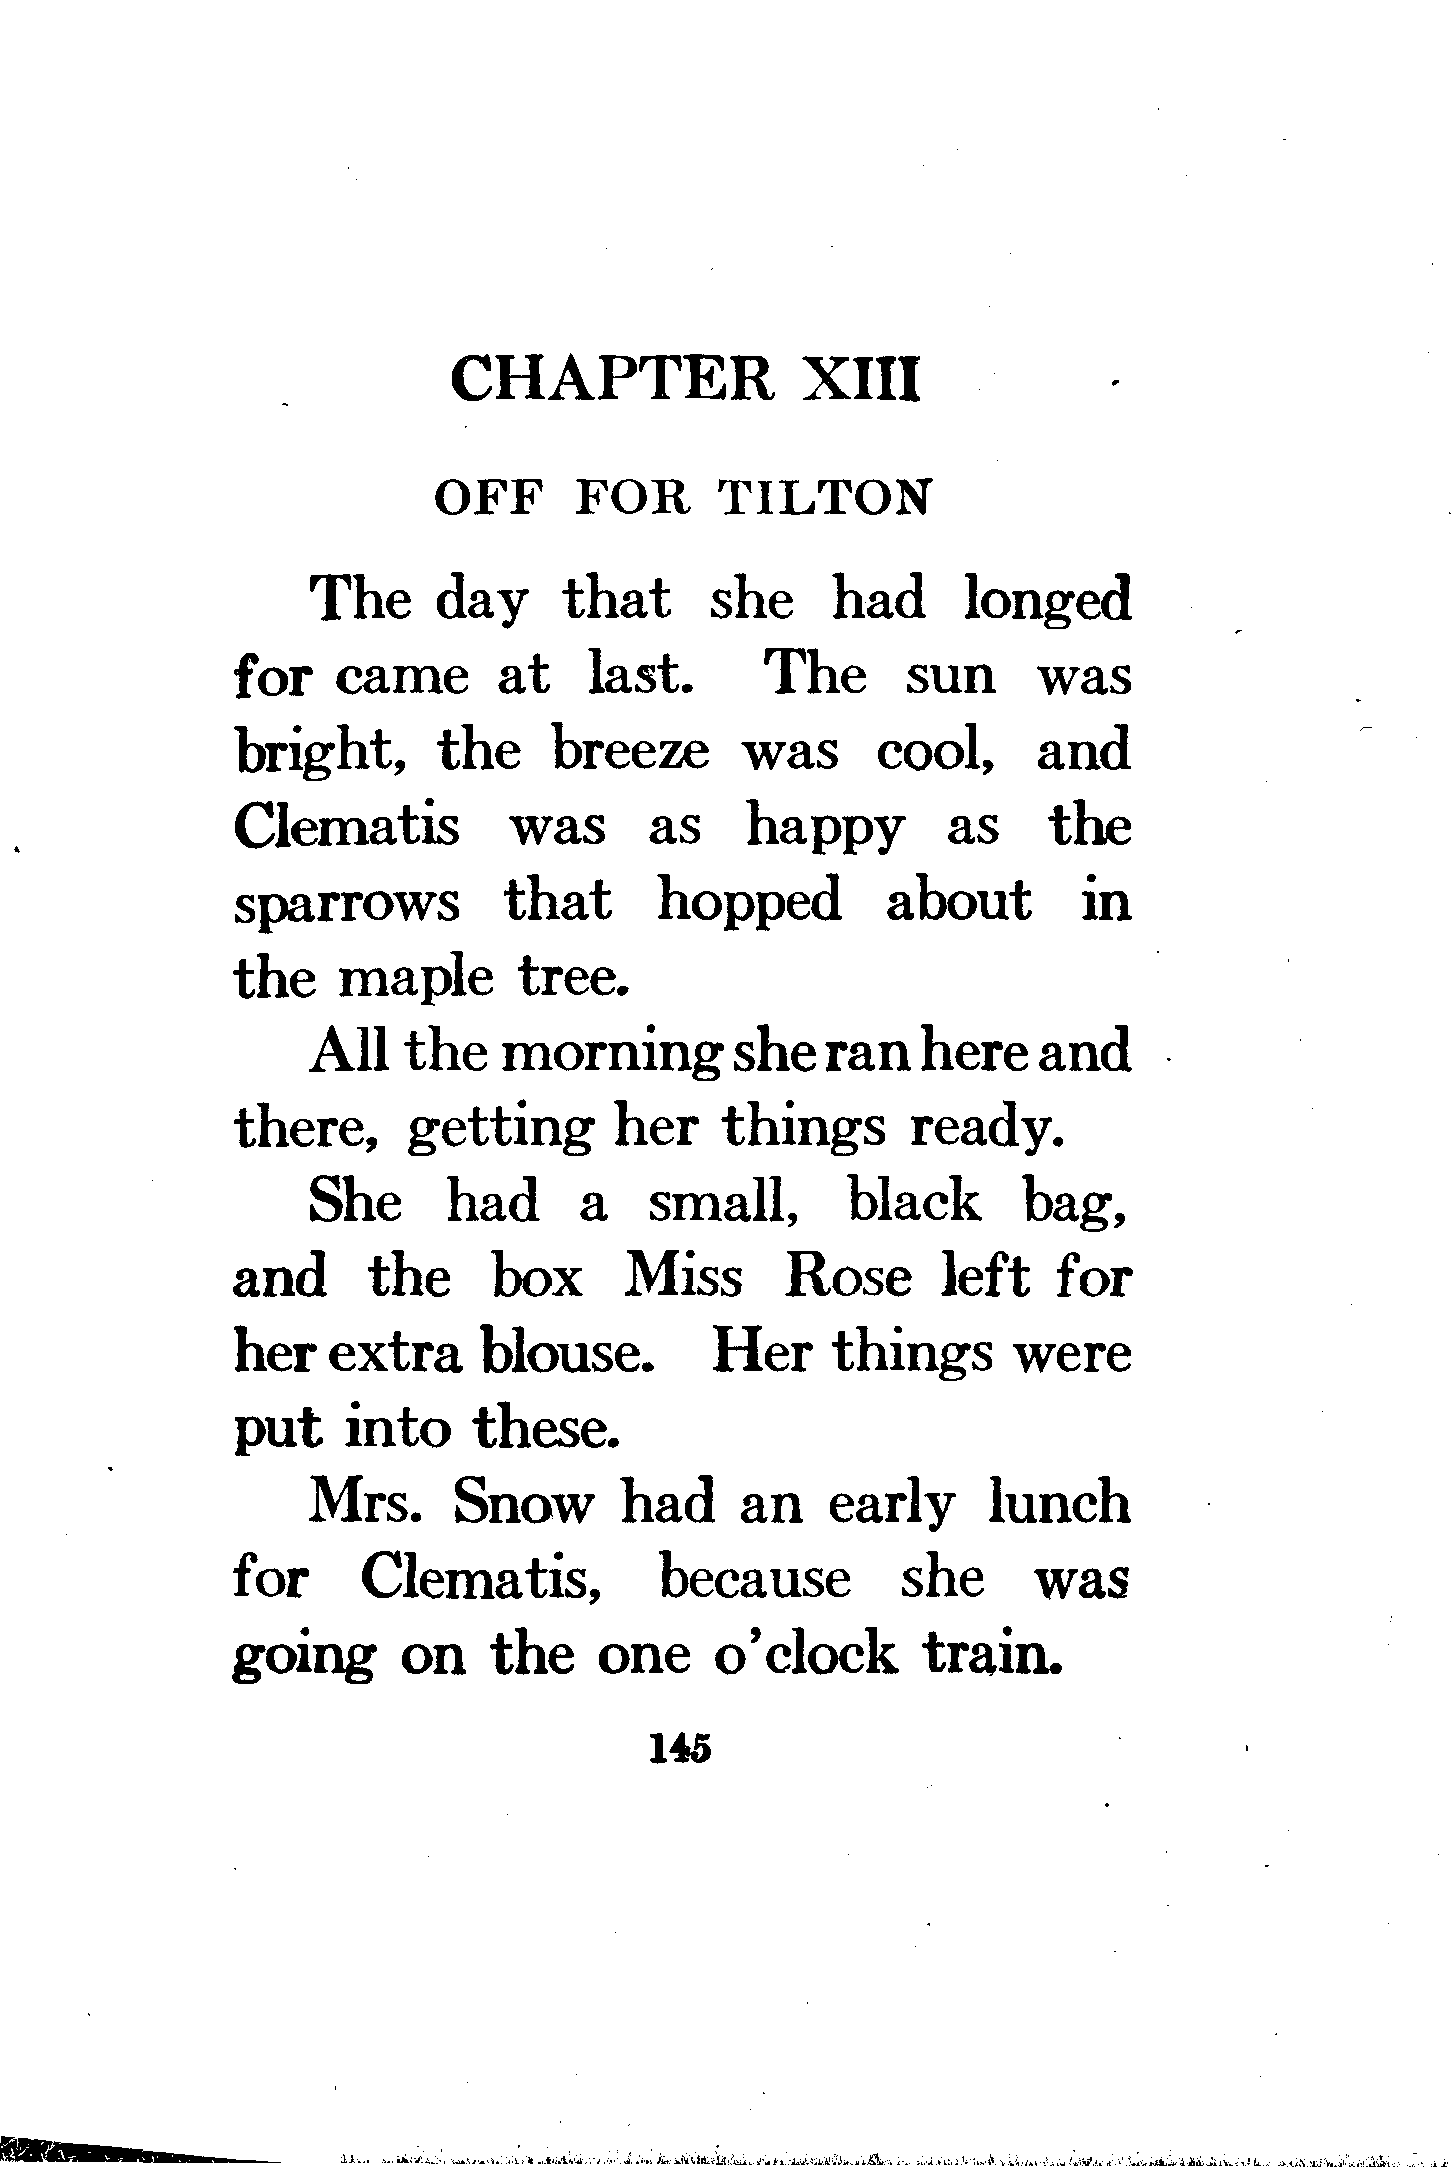 CHAPTER XIII
OFF FOR TILTON
The day that she had longed
for came at last. The sun was
bright, the breeze was cool, and
Clematis was as happy as the
sparrows that hopped about in
the maple tree.
All the morning she ran here and
there, getting her things ready.
She had a small, black bag,
and the box Miss Rose left for
her extra blouse. Her things were
put into these.
Mrs. Snow had an early lunch
for Clematis, because she was
going on the one o'clock train.
145